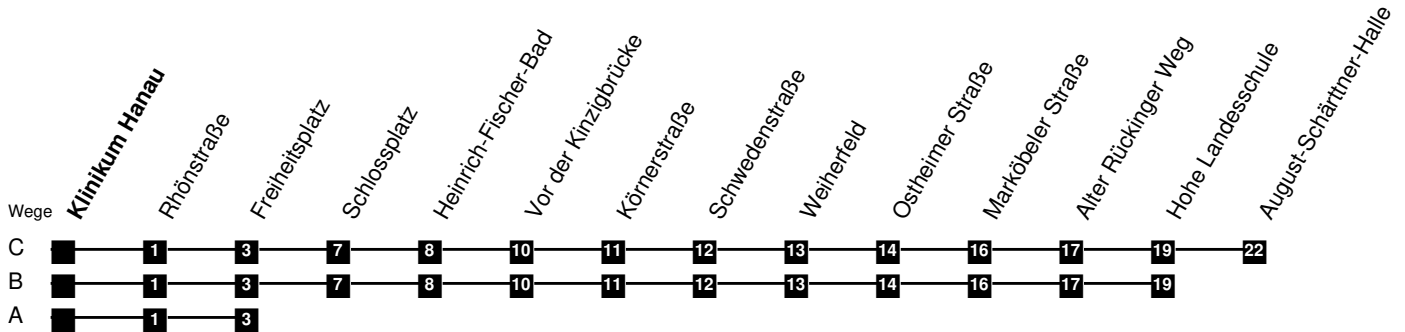 Klinikum Hanau
Rhönstraße
Freiheitsplatz
Schlossplatz
Heinrich-Fischer-Bad
Vor der Kinzigbrücke
Körnerstraße
Schwedenstraße
Weiherfeld
Ostheimer Straße
Marköbeler Straße
Alter Rückinger Weg
Hohe Landesschule
August-Schärttner-Halle
Wege
C 1 3 7 8 10 11 12 13 14 16 17 19 22
B 1 3 7 8 10 11 12 13 14 16 17 19
A 1 3